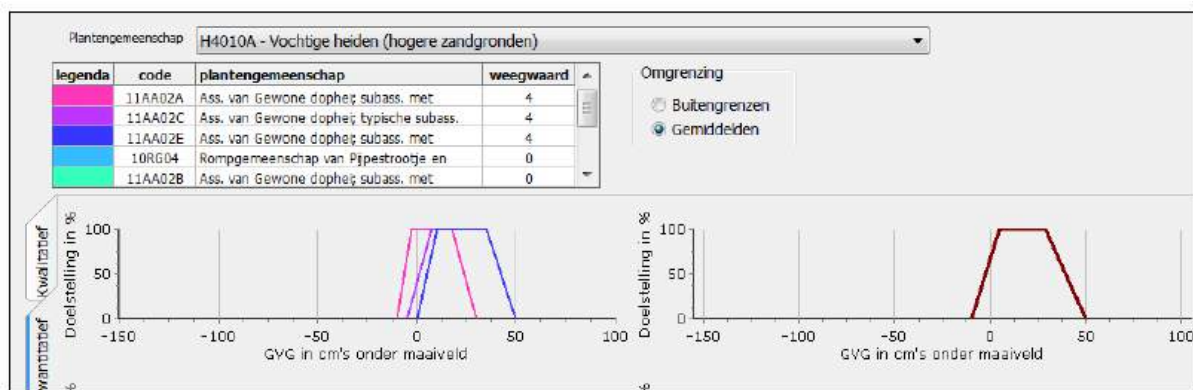 Plantengemeenschap H4010A - Vochtige heiden (hogere zandgronden)
legenda code plantengemeenschap weegwaard
11AA02A Ass. van Gewone dophei; subass. met 4
11AA02C Ass. van Gewone dophei; typische subass. 4
11AA02E Ass. van Gewone dophei; subass. met 4
10RG04 Rompgemeenschap van Pijpestrootje en 0
11AA02B Ass. van Gewone dophei; subass. met 0
Omgrenzing
Buitengrenzen
Gemiddelden
Kwalitatief
wantitatief
Doelstelling in %
100
50
0
-150 -100 -50 0 50 100
GVG in cm's onder maaiveld
%
Doelstelling in %
100
50
0
-150 -100 -50 0 50 100
GVG in cm's onder maaiveld
%